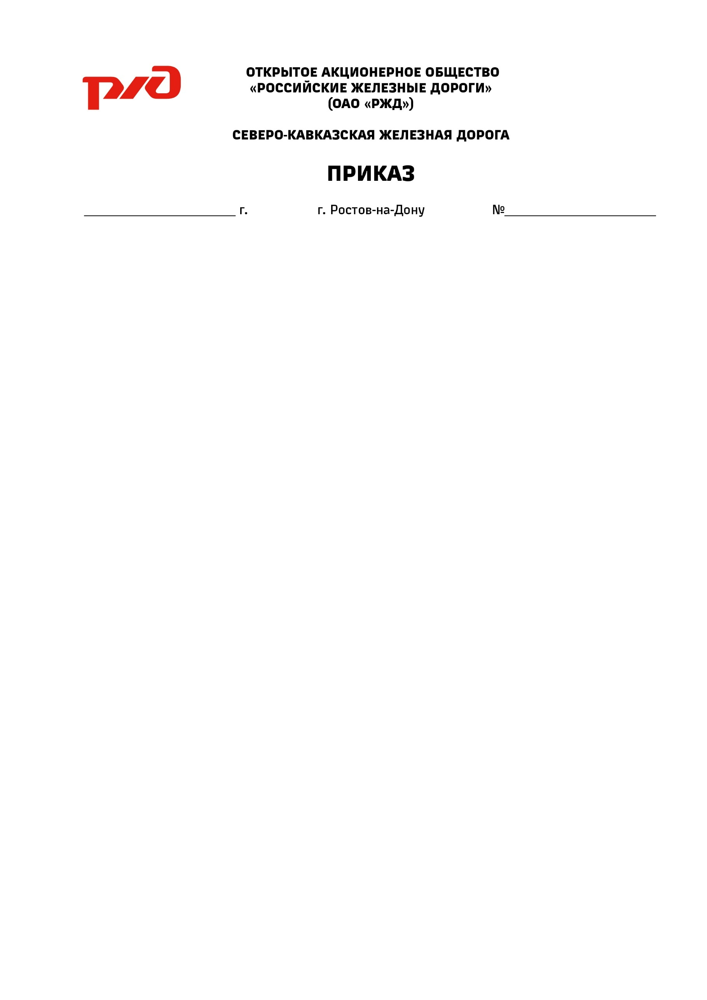 ржд
ОТКРЫТОЕ АКЦИОНЕРНОЕ ОБЩЕСТВО
«РОССИЙСКИЕ ЖЕЛЕЗНЫЕ ДОРОГИ»
(ОАО «РЖД»)
СЕВЕРО-КАВКАЗСКАЯ ЖЕЛЕЗНАЯ ДОРОГА
ПРИКАЗ
г. г. Ростов-на-Дону №